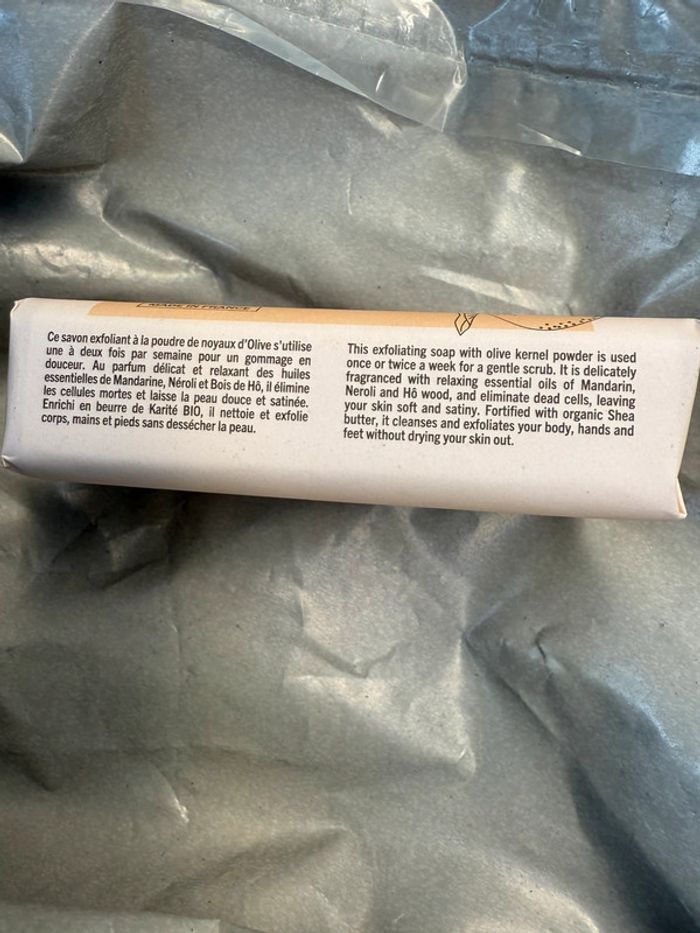 MADE IN FRANCE
Ce savon exfoliant à la poudre de noyaux d'Olive s'utilise
une à deux fois par semaine pour un gommage en
douceur. Au parfum délicat et relaxant des huiles
essentielles de Mandarine, Néroli et Bois de Hô, il élimine
les cellules mortes et laisse la peau douce et satinée.
Enrichi en beurre de Karité BIO, il nettoie et exfolie
corps, mains et pieds sans dessécher la peau.
This exfoliating soap with olive kernel powder is used
once or twice a week for a gentle scrub. It is delicately
fragranced with relaxing essential oils of Mandarin,
Neroli and Hô wood, and eliminate dead cells, leaving
your skin soft and satiny. Fortified with organic Shea
butter, it cleanses and exfoliates your body, hands and
feet without drying your skin out.